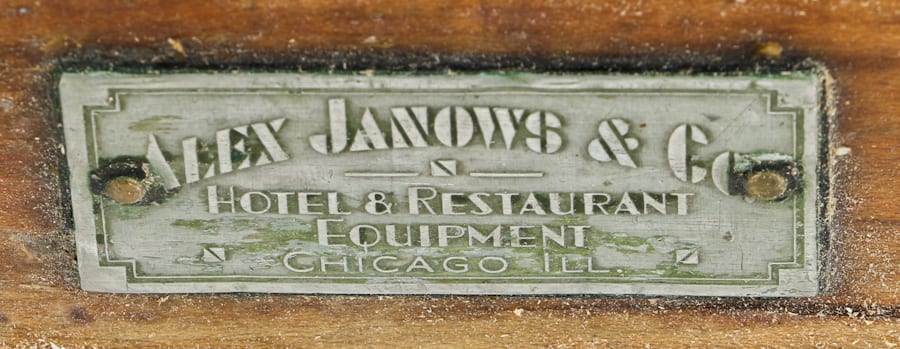 ALEX JANOWS & CO
HOTEL & RESTAURANT
EQUIPMENT
CHICAGO ILL.